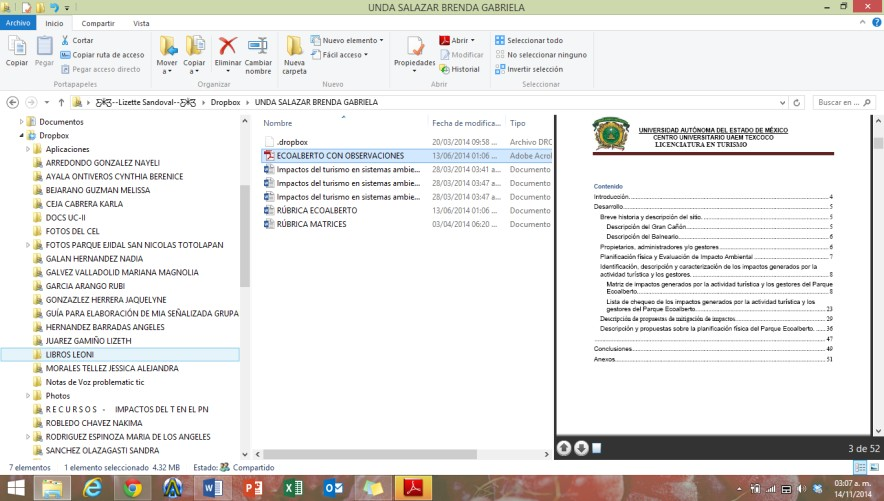 UNDA SALAZAR BRENDA GABRIELA
Archivo Inicio Compartir Vista
Copiar
Pegar
Cortar
Copiar ruta de acceso
Pegar acceso directo
Mover a
Copiar a
Eliminar
Cambiar nombre
Nueva carpeta
Nuevo elemento
Fácil acceso
Propiedades
Abrir
Modificar
Historial
Seleccionar todo
No seleccionar ninguno
Invertir selección
Portapapeles Organizar Nuevo Abrir Seleccionar
--Lizette Sandoval-- Dropbox UNDA SALAZAR BRENDA GABRIELA
Buscar en ...
Documentos
Dropbox
Aplicaciones
ARREDONDO GONZALEZ NAYELI
AYALA ONTIVEROS CYNTHIA BERENICE
BEJARANO GUZMAN MELISSA
CEJA CABRERA KARLA
DOCS UC-II
FOTOS DEL CEL
FOTOS PARQUE EJIDAL SAN NICOLAS TOTOLAPAN
GALAN HERNANDEZ NADIA
GALVEZ VALLADOLID MARIANA MAGNOLIA
GARCIA ARANGO RUBI
GONZAZLEZ HERRERA JAQUELYNE
GUÍA PARA ELABORACIÓN DE MIA SEÑALIZADA GRUPA
HERNANDEZ BARRADAS ANGELES
JUAREZ GAMIÑO LIZETH
LIBROS LEONI
MORALES TELLEZ JESSICA ALEJANDRA
Notas de Voz problematic tic
Photos
R E C U R S O S - IMPACTOS DEL T EN EL PN
ROBLEDO CHAVEZ NAKIMA
RODRIGUEZ ESPINOZA MARIA DE LOS ANGELES
SANCHEZ OLAZAGASTI SANDRA
Nombre Fecha de modifica... Tipo
.dropbox 20/03/2014 09:58 ... Archivo DRC
ECOALBERTO CON OBSERVACIONES 13/06/2014 01:06 ... Adobe Acrol
Impactos del turismo en sistemas ambie... 28/03/2014 03:41 a... Documento
Impactos del turismo en sistemas ambie... 28/03/2014 03:47 a... Documento
Impactos del turismo en sistemas ambie... 28/03/2014 03:47 a... Documento
RÚBRICA ECOALBERTO 13/06/2014 01:06 ... Documento
RÚBRICA MATRICES 03/04/2014 06:20 ... Documento
UNIVERSIDAD AUTÓNOMA DEL ESTADO DE MÉXICO
CENTRO UNIVERSITARIO UAEM TEXCOCO
LICENCIATURA EN TURISMO
Contenido
Introducción 4
Desarrollo 5
Breve historia y descripción del sitio. 5
Descripción del Gran Cañón 5
Descripción del Balneario 6
Propietarios, administradores y/o gestores 6
Planificación física y Evaluación de Impacto Ambiental 7
Identificación, descripción y caracterización de los impactos generados por la
actividad turística y los gestores. 8
Matriz de impactos generados por la actividad turística y los gestores del Parque
Ecoalberto 8
Lista de chequeo de los impactos generados por la actividad turística y los
gestores del Parque Ecoalberto 23
Descripción de propuestas de mitigación de impactos 29
Descripción y propuestas sobre la planificación física del Parque Ecoalberto. 36
47
Conclusiones 49
Anexos 51
3 de 52
7 elementos 1 elemento seleccionado 4.32 MB Estado: Compartido
03:07 a. m.
14/11/2014